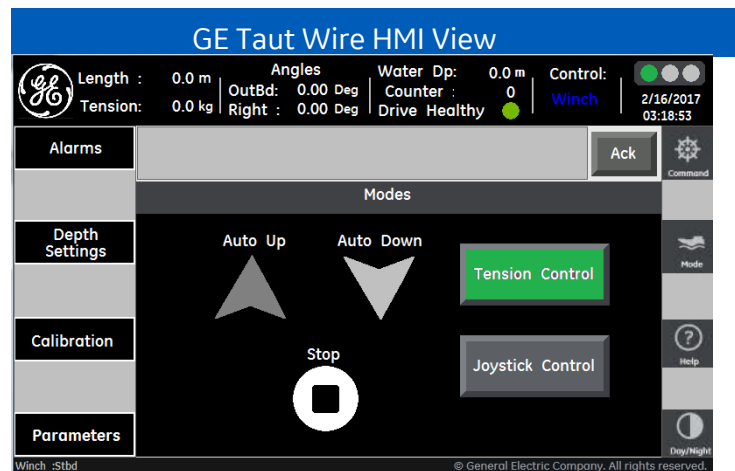 GE Taut Wire HMI View
Length : 0.0 m
Tension: 0.0 kg
Angles
OutBd: 0.00 Deg
Right : 0.00 Deg
Water Dp: 0.0 m
Counter : 0
Drive Healthy
Control:
Winch
2/16/2017
03:18:53
Alarms
Ack
Command
Modes
Depth
Settings
Auto Up
Auto Down
Tension Control
Mode
Calibration
Stop
Joystick Control
?
Help
Parameters
Day/Night
Winch :Stbd
© General Electric Company. All rights reserved.